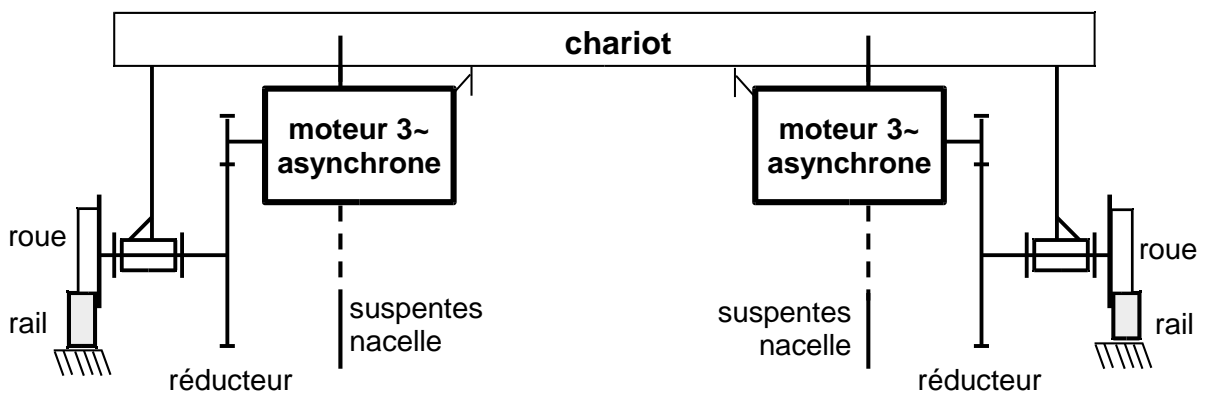 chariot
moteur 3~
asynchrone
moteur 3~
asynchrone
roue
roue
rail
suspentes
nacelle
suspentes
nacelle
rail
réducteur
réducteur